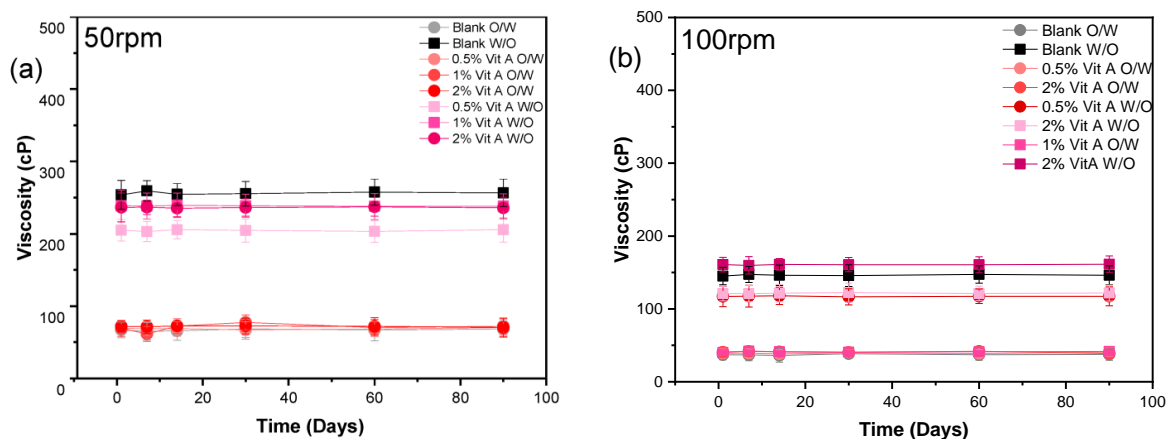 50rpm
(a)
Blank O/W
Blank W/O
0.5% Vit A O/W
1% Vit A O/W
2% Vit A O/W
0.5% Vit A W/O
1% Vit A W/O
2% Vit A W/O
500
400
300
200
100
50
0
Viscosity (cP)
0 20 40 60 80 100
Time (Days)
100rpm
(b)
Blank O/W
Blank W/O
0.5% Vit A O/W
2% Vit A O/W
0.5% Vit A W/O
2% Vit A W/O
1% Vit A O/W
2% VitA W/O
500
400
300
200
150
100
50
0
Viscosity (cP)
0 20 40 60 80 100
Time (Days)